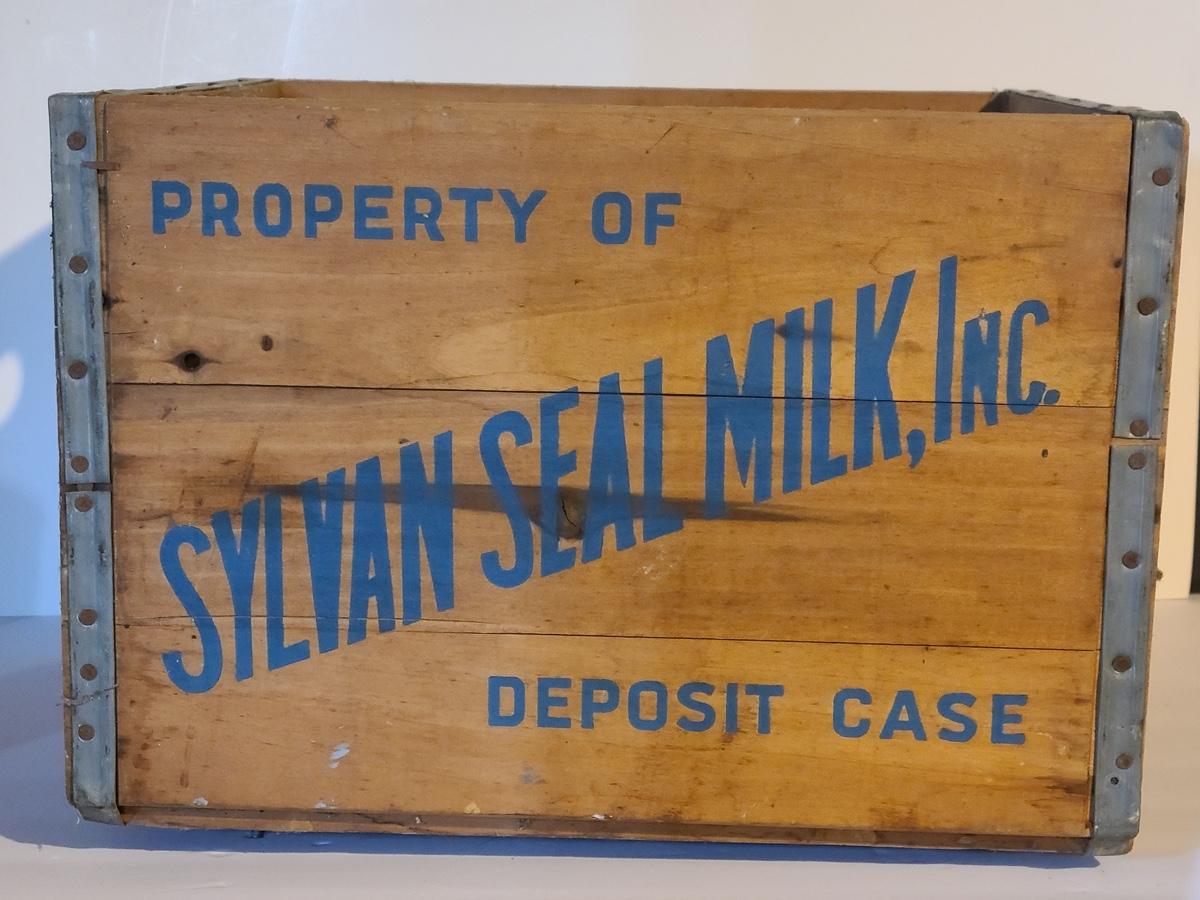 PROPERTY OF
SYLVAN SEAL MILK, INC.
DEPOSIT CASE